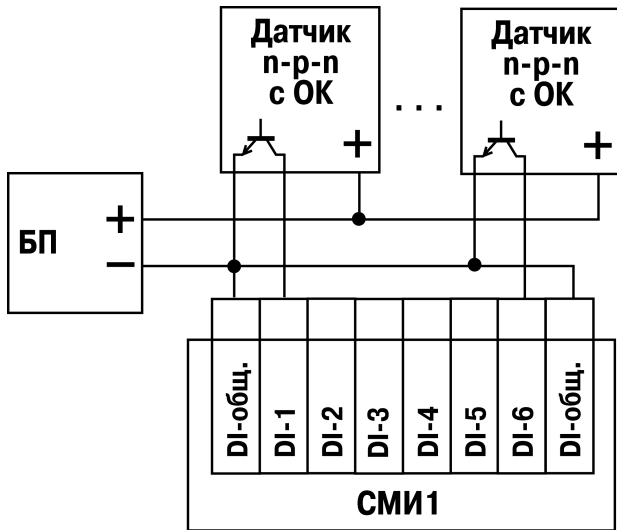 Датчик
n-p-n
с ОК
+
. . .
Датчик
n-p-n
с ОК
+
БП
+
−
DI-общ.
DI-1
DI-2
DI-3
DI-4
DI-5
DI-6
DI-общ.
СМИ1